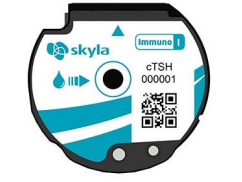 skyla
Immuno I
cTSH
000001